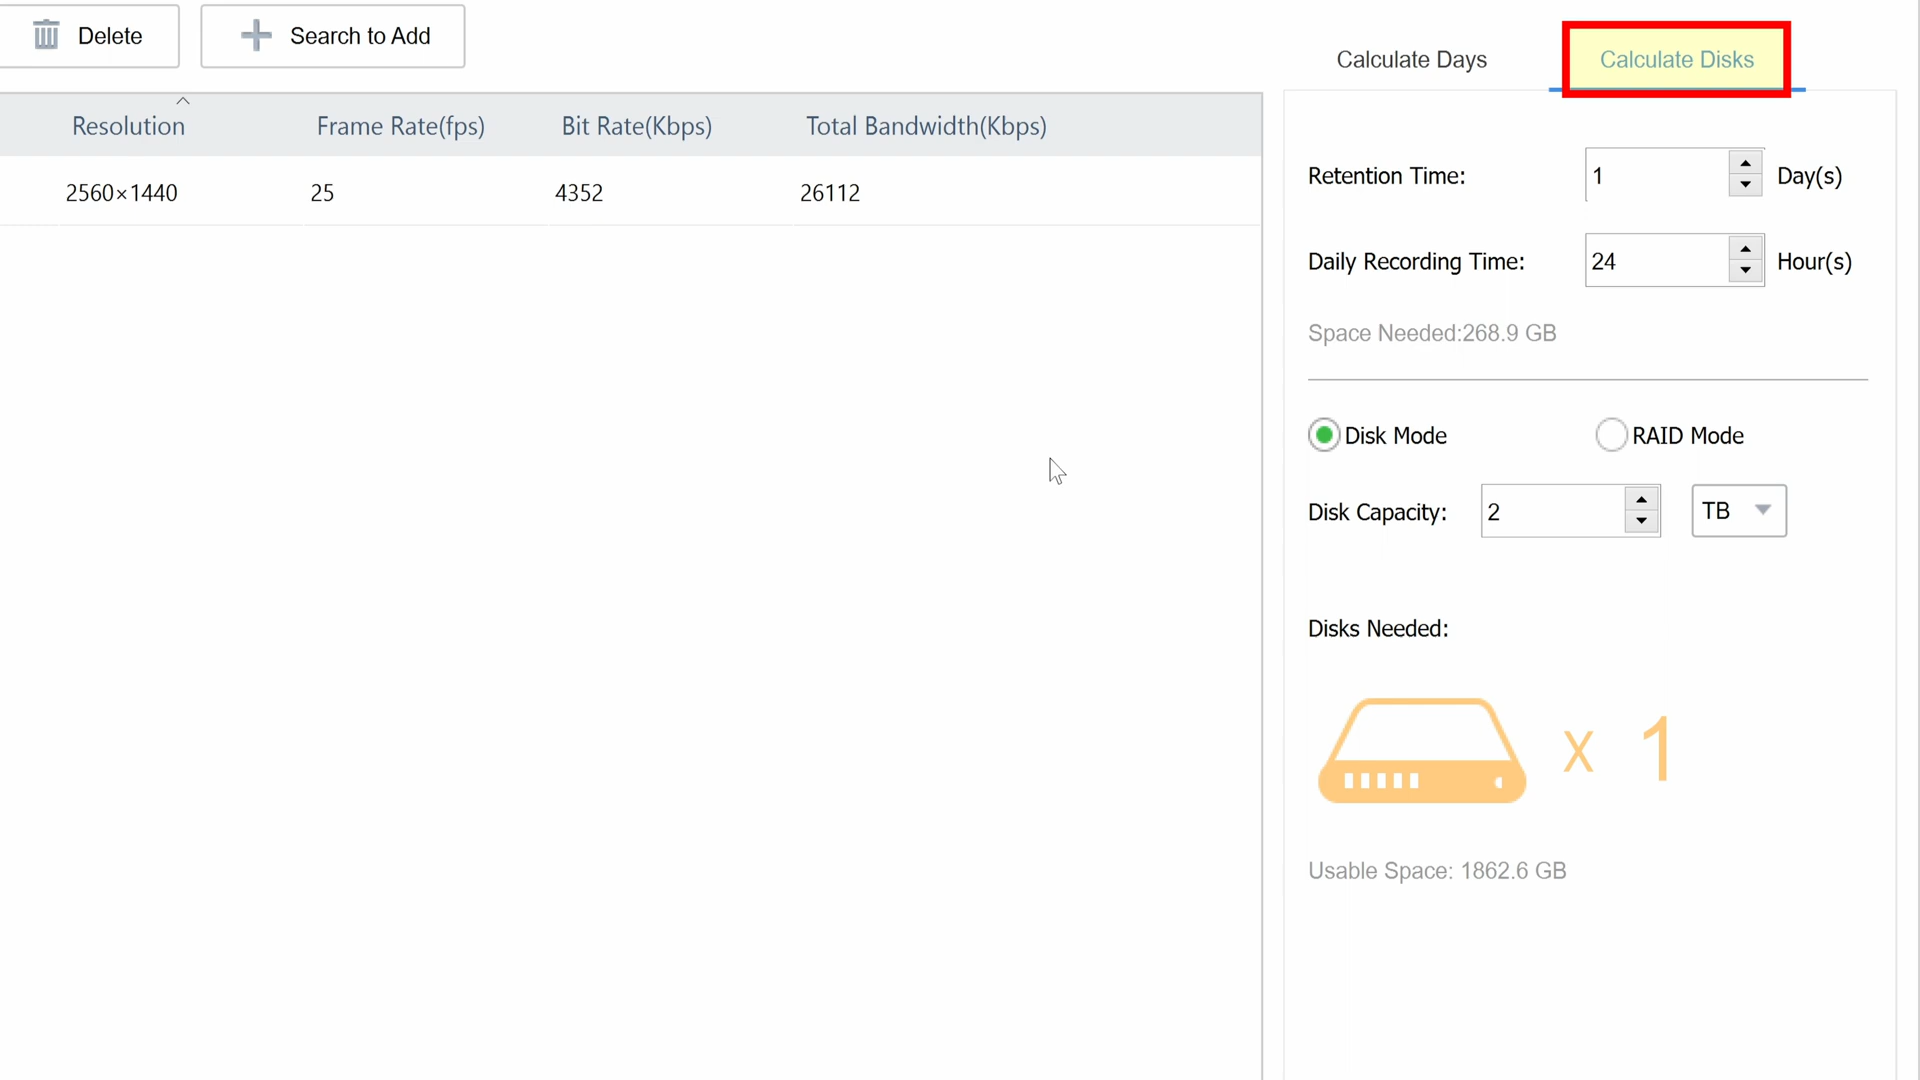 Delete
Search to Add
Calculate Days
Calculate Disks
Resolution
Frame Rate(fps)
Bit Rate(Kbps)
Total Bandwidth(Kbps)
2560×1440
25
4352
26112
Retention Time:
1
Day(s)
Daily Recording Time:
24
Hour(s)
Space Needed:268.9 GB
Disk Mode
RAID Mode
Disk Capacity:
2
TB
Disks Needed:
X 1
Usable Space: 1862.6 GB